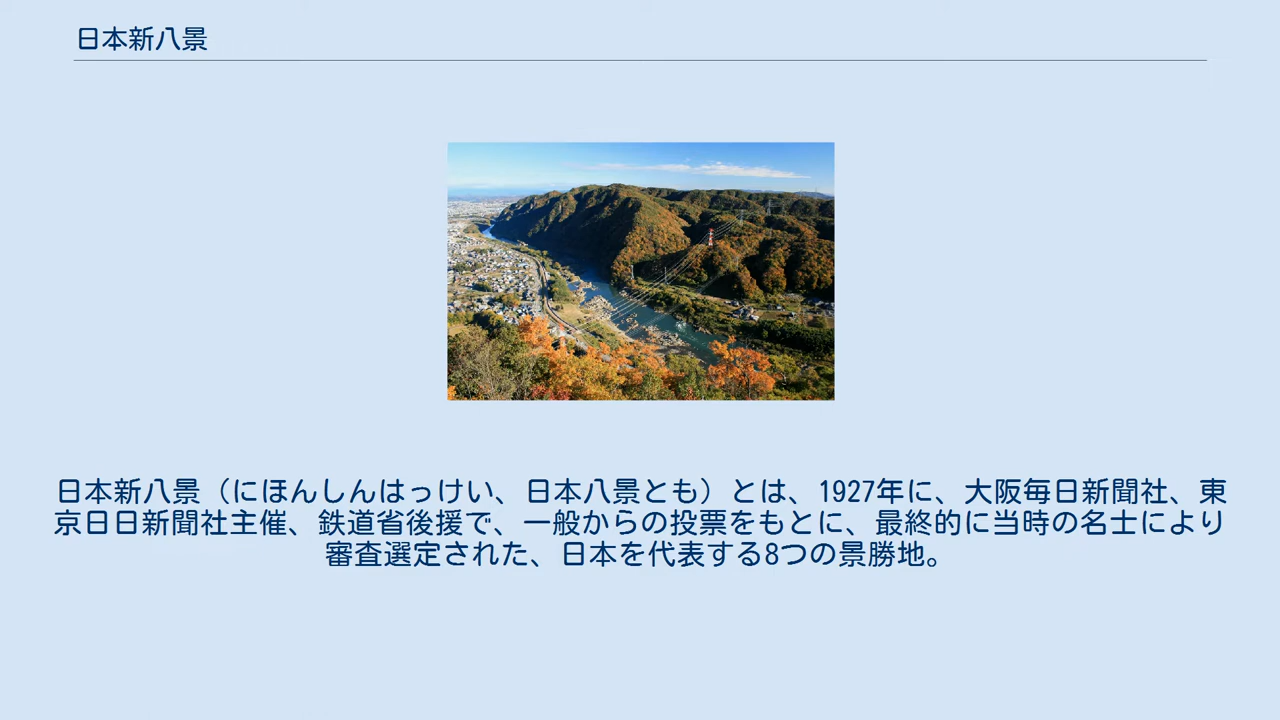 日本新八景
日本新八景（にほんしんはっけい、日本八景とも）とは、1927年に、大阪毎日新聞社、東
京日日新聞社主催、鉄道省後援で、一般からの投票をもとに、最終的に当時の名士により
審査選定された、日本を代表する8つの景勝地。